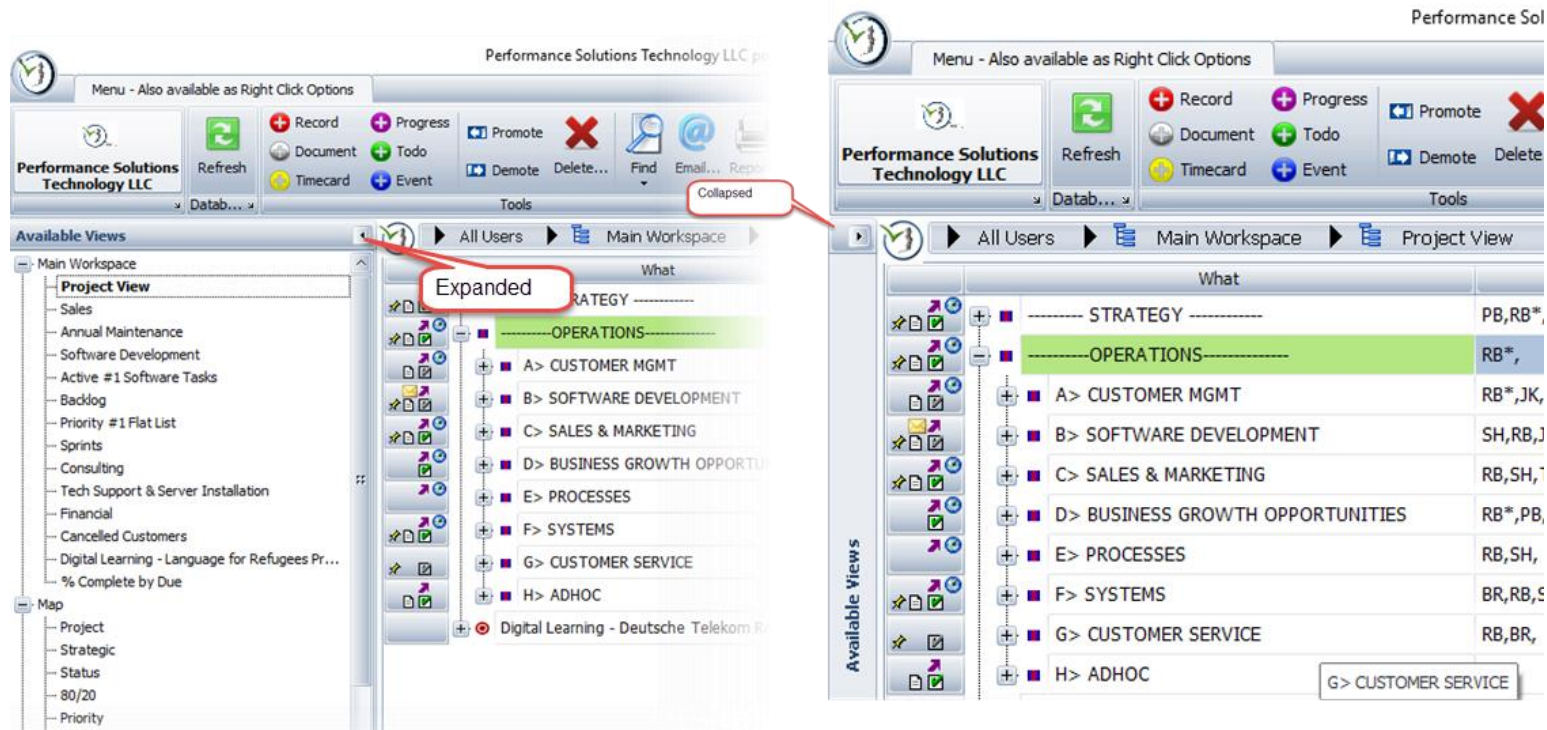 Performance Solutions Technology LLC
Menu - Also available as Right Click Options
Performance Solutions
Technology LLC
Refresh
Record
Document
Timecard
Progress
Todo
Event
Promote
Demote
Delete...
Find
Email...
Datab...
Tools
Collapsed
Available Views
All Users
Main Workspace
Expanded
Main Workspace
Project View
Sales
Annual Maintenance
Software Development
Active #1 Software Tasks
Backlog
Priority #1 Flat List
Sprints
Consulting
Tech Support & Server Installation
Financial
Cancelled Customers
Digital Learning - Language for Refugees Pr...
% Complete by Due
Map
Project
Strategic
Status
80/20
Priority
What
RATEGY ------------
----------OPERATIONS--------------
A> CUSTOMER MGMT
B> SOFTWARE DEVELOPMENT
C> SALES & MARKETING
D> BUSINESS GROWTH OPPORTU
E> PROCESSES
F> SYSTEMS
G> CUSTOMER SERVICE
H> ADHOC
Digital Learning - Deutsche Telekom
Performance Sol
Menu - Also available as Right Click Options
Performance Solutions
Technology LLC
Refresh
Record
Document
Timecard
Progress
Todo
Event
Promote
Demote
Delete
Datab...
Tools
All Users
Main Workspace
Project View
Available Views
What
--------- STRATEGY ------------ PB,RB*,
----------OPERATIONS-------------- RB*,
A> CUSTOMER MGMT RB*,JK,
B> SOFTWARE DEVELOPMENT SH,RB,J
C> SALES & MARKETING RB,SH,T
D> BUSINESS GROWTH OPPORTUNITIES RB*,PB,
E> PROCESSES RB,SH,
F> SYSTEMS BR,RB,S
G> CUSTOMER SERVICE RB,BR,
H> ADHOC
G> CUSTOMER SERVICE